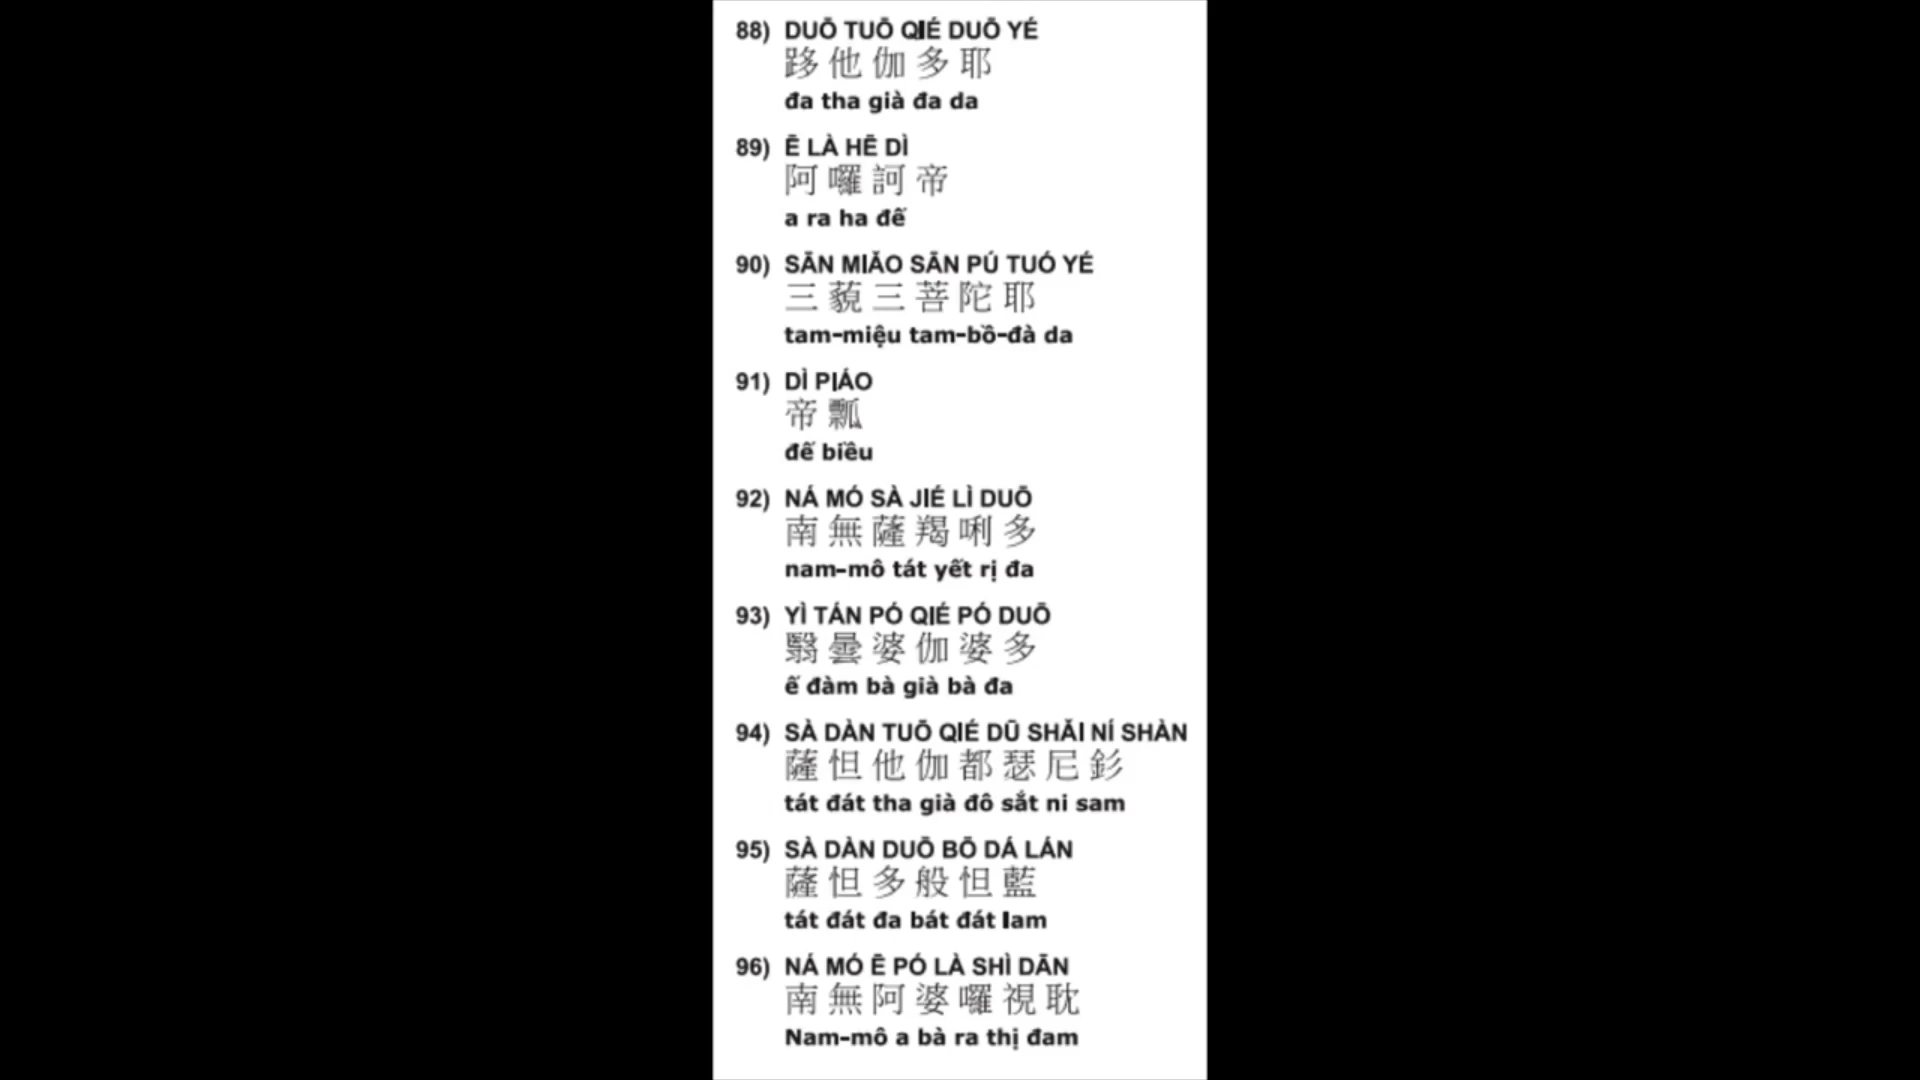 88) DUŌ TUŌ QIÉ DUŌ YÉ
跢他伽多耶
đa tha già đa da
89) Ē LÀ HĒ DÌ
阿囉訶帝
a ra ha đế
90) SĀN MIǍO SĀN PÚ TUÓ YÉ
三藐三菩陀耶
tam-miệu tam-bồ-đà da
91) DÌ PIÁO
帝瓢
đế biều
92) NÁ MÓ SÀ JIÉ LÌ DUŌ
南無薩羯唎多
nam-mô tát yết rị đa
93) YÌ TÁN PÓ QIÉ PÓ DUŌ
翳曇婆伽婆多
ế đàm bà già bà đa
94) SÀ DÀN TUŌ QIÉ DŪ SHǍI NÍ SHÀN
薩怛他伽都瑟尼釤
tát đát tha già đô sắt ni sam
95) SÀ DÀN DUŌ BŌ DÁ LÁN
薩怛多般怛藍
tát đát đa bát đát lam
96) NÁ MÓ Ē PÓ LÀ SHÌ DĀN
南無阿婆囉視耽
Nam-mô a bà ra thị đam